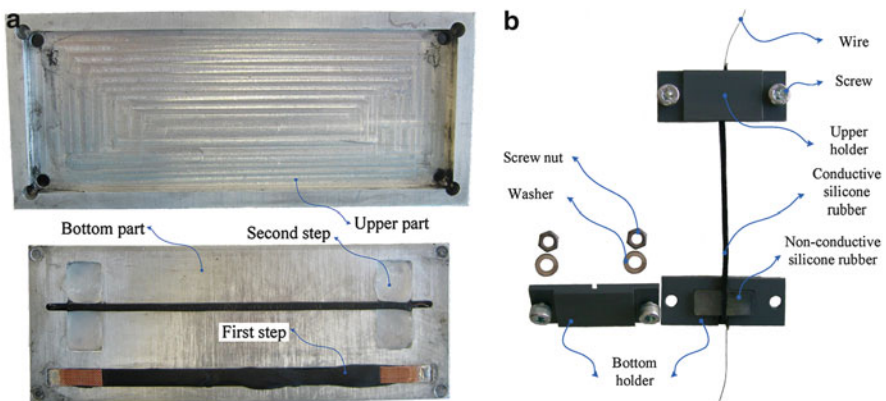 a
Bottom part
Second step
Upper part
First step
b
Wire
Screw
Upper
holder
Screw nut
Washer
Conductive
silicone
rubber
Non-conductive
silicone rubber
Bottom
holder